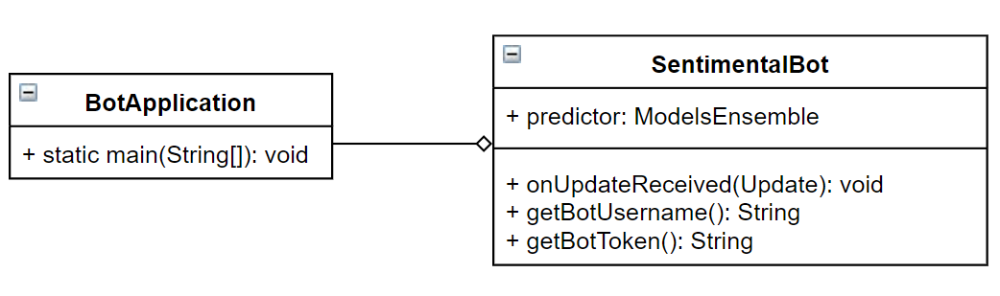 BotApplication
+ static main(String[]): void
SentimentalBot
+ predictor: ModelsEnsemble
+ onUpdateReceived(Update): void
+ getBotUsername(): String
+ getBotToken(): String